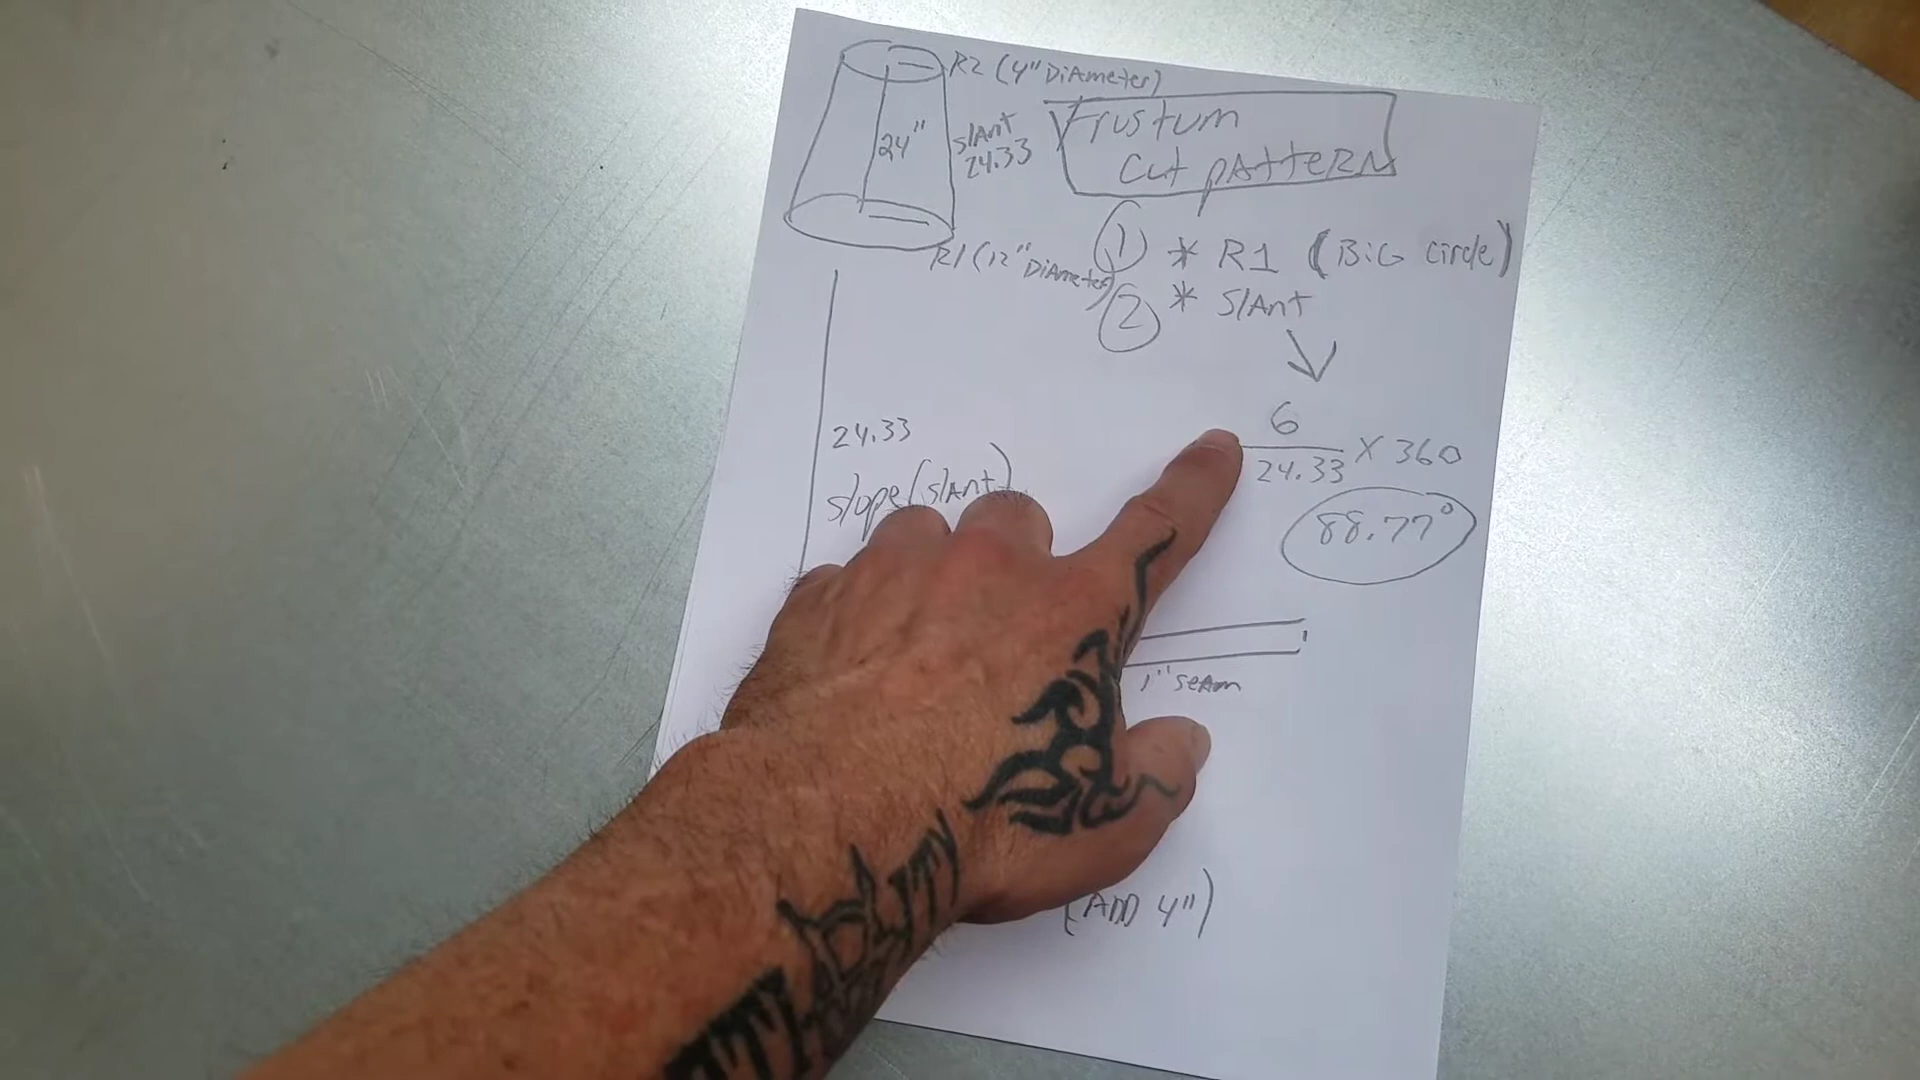 R2 (4" DiAmeter)
24"
slAnt
24.33
Frustum
Cut pAtteRN
R1 (12" DiAmeter)
1 * R1 (BiG circle)
2 * SlAnt
6
24.33 X 360
88.77°
24.33
slope (slAnt)
1" seAm
(ADD 4")